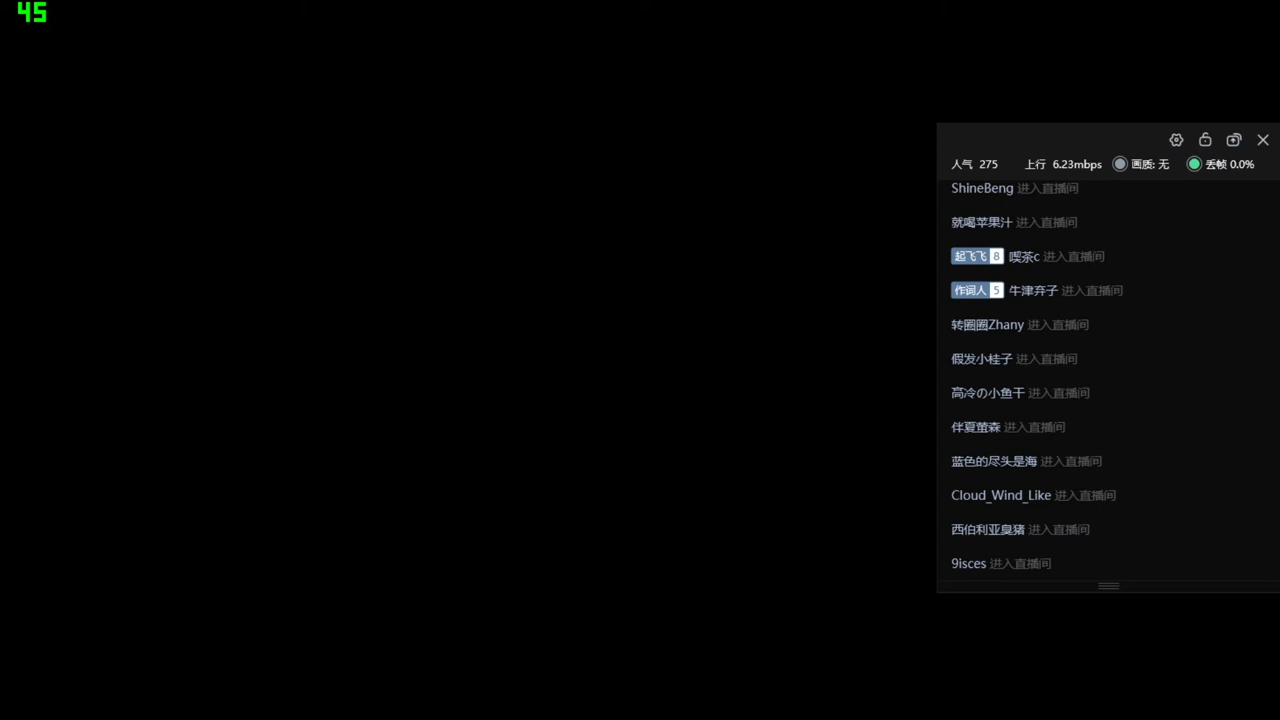 45
人气 275 上行 6.23mbps 画质: 无 丢帧 0.0%
ShineBeng 进入直播间
就喝苹果汁 进入直播间
起飞飞 8 喫茶c 进入直播间
作词人 5 牛津弃子 进入直播间
转圈圈Zhany 进入直播间
假发小桂子 进入直播间
高冷の小鱼干 进入直播间
伴夏萤森 进入直播间
蓝色的尽头是海 进入直播间
Cloud_Wind_Like 进入直播间
西伯利亚臭猪 进入直播间
9isces 进入直播间